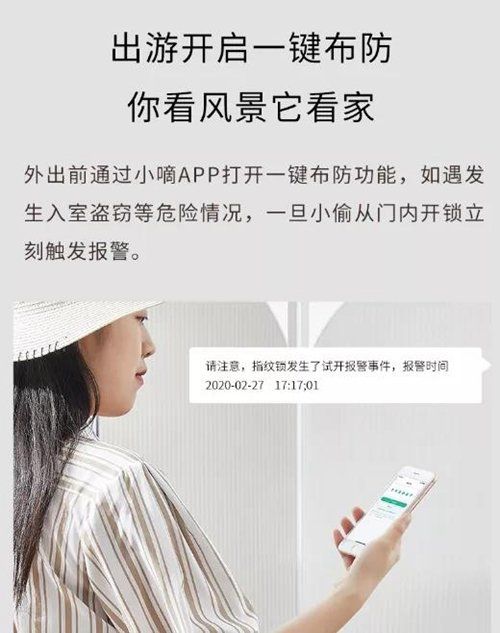 出游开启一键布防
你看风景它看家
外出前通过小嘀APP打开一键布防功能，如遇发
生入室盗窃等危险情况，一旦小偷从门内开锁立
刻触发报警。
请注意，指纹锁发生了试开报警事件，报警时间
2020-02-27 17:17;01